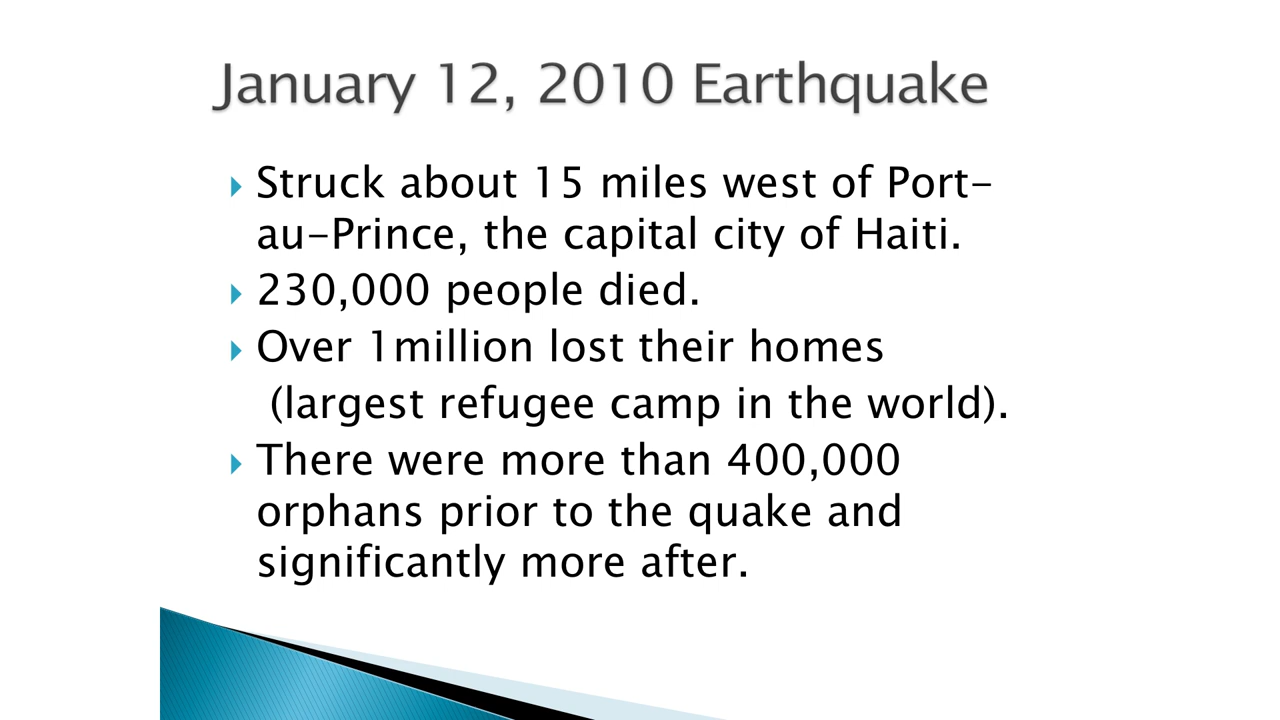 January 12, 2010 Earthquake
Struck about 15 miles west of Port-
au-Prince, the capital city of Haiti.
230,000 people died.
Over 1million lost their homes
(largest refugee camp in the world).
There were more than 400,000
orphans prior to the quake and
significantly more after.